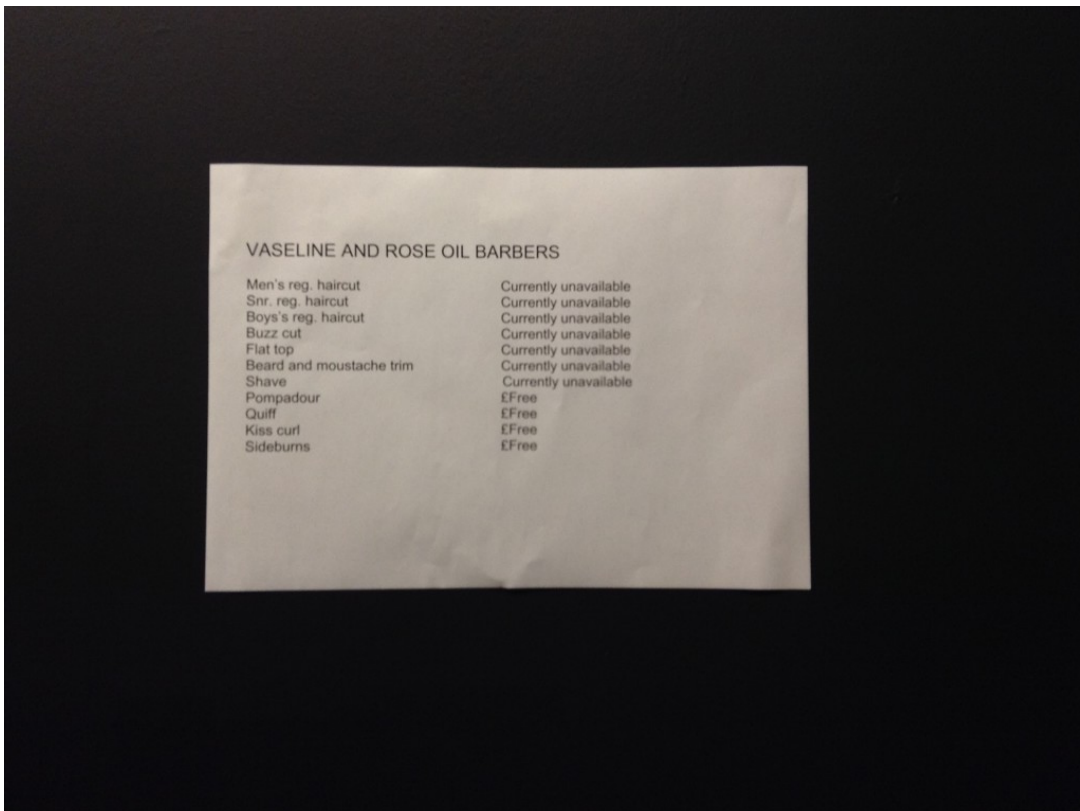 VASELINE AND ROSE OIL BARBERS
Men's reg. haircut Currently unavailable
Snr. reg. haircut Currently unavailable
Boys's reg. haircut Currently unavailable
Buzz cut Currently unavailable
Flat top Currently unavailable
Beard and moustache trim Currently unavailable
Shave Currently unavailable
Pompadour £Free
Quiff £Free
Kiss curl £Free
Sideburns £Free